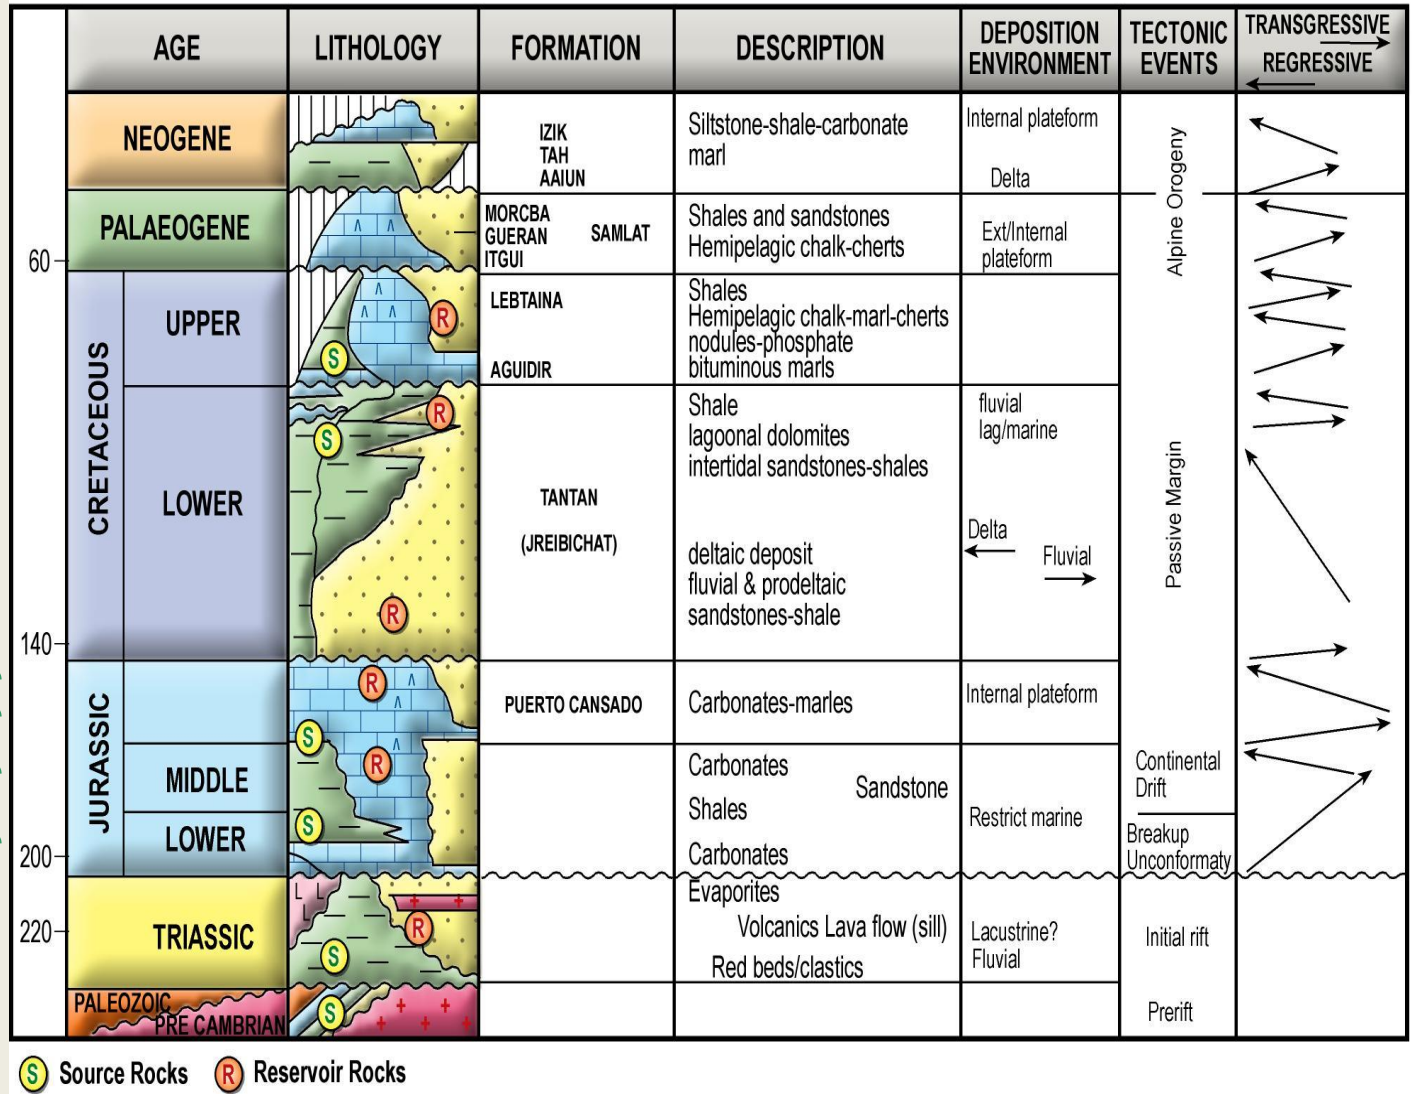 AGE
LITHOLOGY
FORMATION
DESCRIPTION
DEPOSITION
ENVIRONMENT
TECTONIC
EVENTS
TRANSGRESSIVE
REGRESSIVE
NEOGENE
IZIK
TAH
AAIUN
Siltstone-shale-carbonate
marl
Internal plateform
Delta
Alpine Orogeny
PALAEOGENE
MORCBA
GUERAN
ITGUI
SAMLAT
Shales and sandstones
Hemipelagic chalk-cherts
Ext/Internal
plateform
60
CRETACEOUS
UPPER
R
S
LEBTAINA
AGUIDIR
Shales
Hemipelagic chalk-marl-cherts
nodules-phosphate
bituminous marls
LOWER
R
S
R
TANTAN
(JREIBICHAT)
Shale
lagoonal dolomites
intertidal sandstones-shales
deltaic deposit
fluvial & prodeltaic
sandstones-shale
fluvial
lag/marine
Delta
Fluvial
Passive Margin
140
JURASSIC
R
S
PUERTO CANSADO
Carbonates-marles
Internal plateform
MIDDLE
R
S
Carbonates
Sandstone
Shales
Carbonates
Restrict marine
Continental
Drift
LOWER
Breakup
Unconformaty
200
TRIASSIC
L L
L
R
S
Evaporites
Volcanics Lava flow (sill)
Red beds/clastics
Lacustrine?
Fluvial
Initial rift
220
PALEOZOIC
PRE CAMBRIAN
S
Prerift
S Source Rocks R Reservoir Rocks